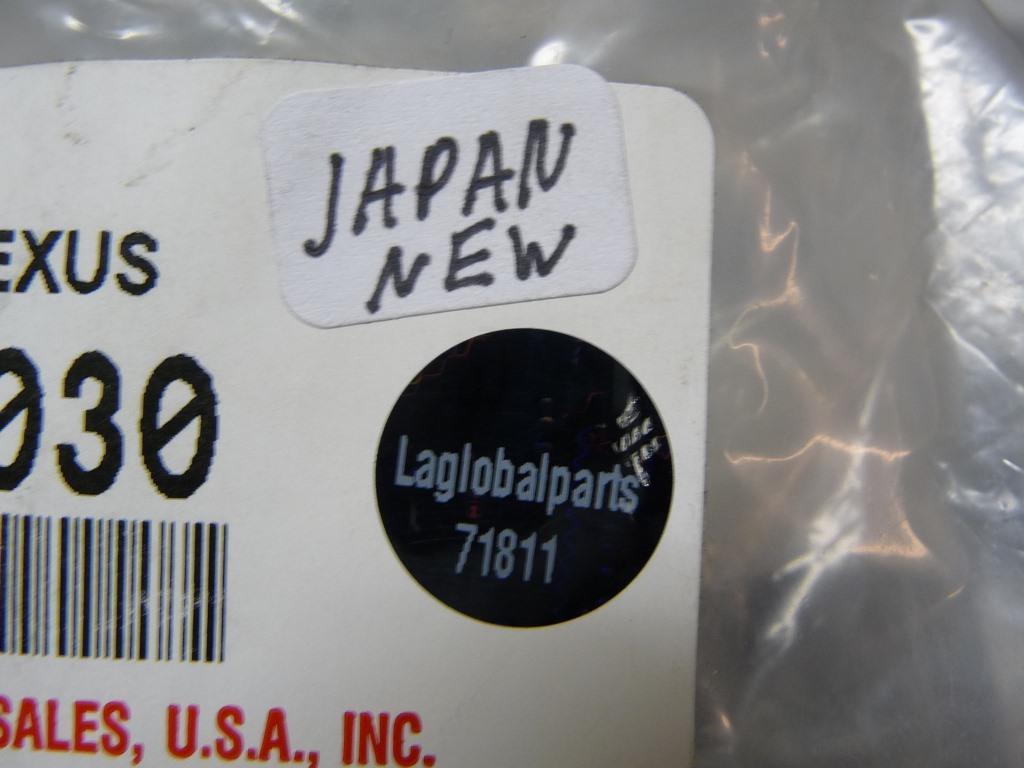 JAPAN
NEW
EXUS
030
Laglobalparts
71811
SALES, U.S.A., INC.